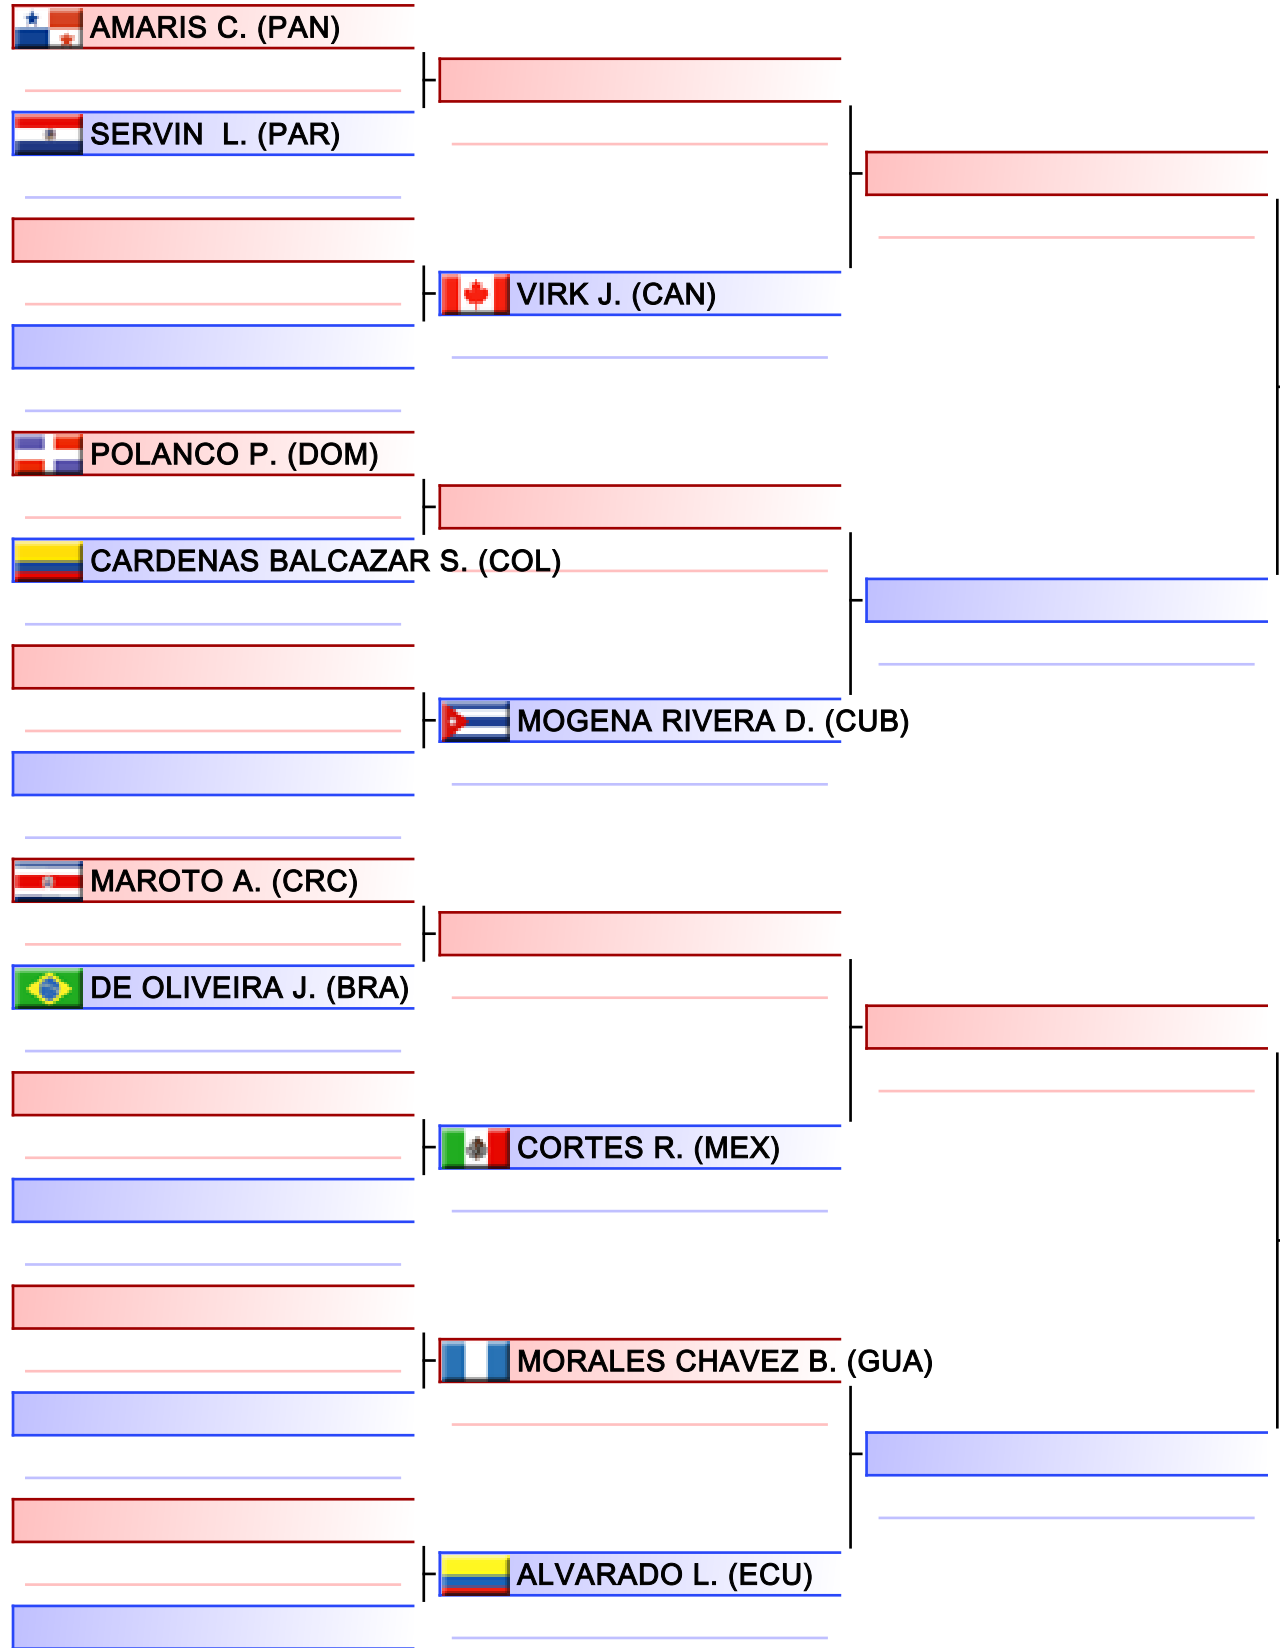 AMARIS C. (PAN)
SERVIN  L. (PAR)
VIRK J. (CAN)
POLANCO P. (DOM)
CARDENAS BALCAZAR S. (COL)
MOGENA RIVERA D. (CUB)
MAROTO A. (CRC)
DE OLIVEIRA J. (BRA)
CORTES R. (MEX)
MORALES CHAVEZ B. (GUA)
ALVARADO L. (ECU)